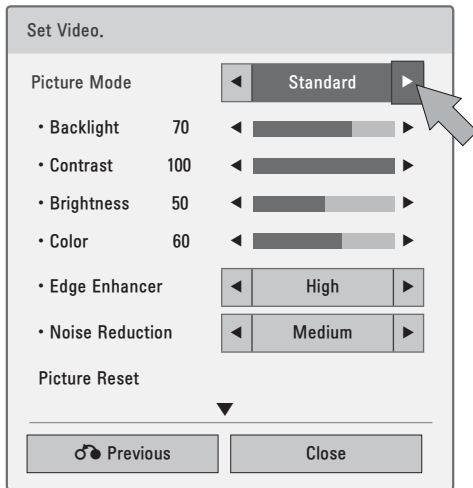 Set Video.
Picture Mode ◀ Standard ▶
• Backlight 70 ◀ ▶
• Contrast 100 ◀ ▶
• Brightness 50 ◀ ▶
• Color 60 ◀ ▶
• Edge Enhancer ◀ High ▶
• Noise Reduction ◀ Medium ▶
Picture Reset
▼
Previous Close